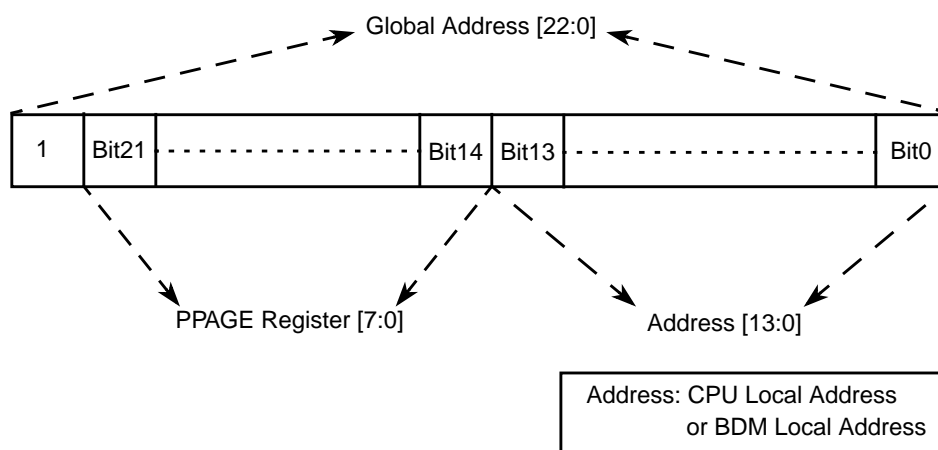 Global Address [22:0]
1 Bit21 Bit14 Bit13 Bit0
PPAGE Register [7:0] Address [13:0]
Address: CPU Local Address
or BDM Local Address